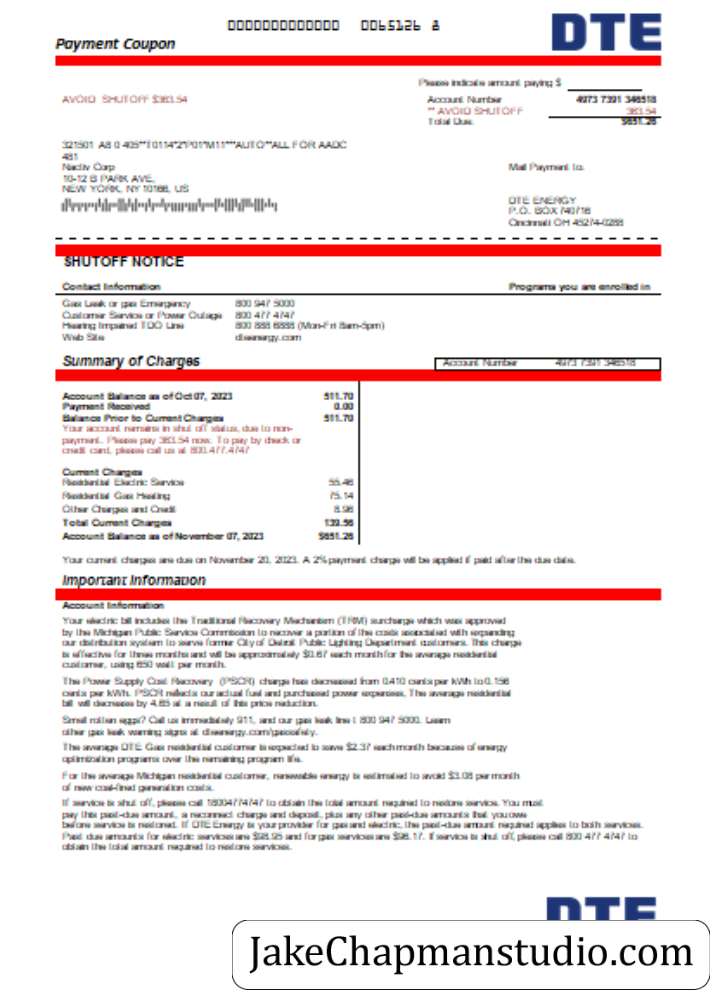 0000000000000 0065126 8
DTE
Payment Coupon
Please indicate amount paying $
AVOID SHUTOFF $383.54
Account Number 4973 7391 346518
** AVOID SHUTOFF 383.54
Total Due $651.26
321501 A8 0 405**T0114*2*P01*M11***AUTO**ALL FOR AADC
481
Nactiv Corp
10-12 B PARK AVE,
NEW YORK, NY 10166, US
Mail Payment to:
DTE ENERGY
P.O. BOX 740716
Cincinnati OH 45274-0288
SHUTOFF NOTICE
Contact Information Programs you are enrolled in
Gas Leak or gas Emergency 800 947 5000
Customer Service or Power Outage 800 477 4747
Hearing Impaired TDD Line 800 888 6888 (Mon-Fri 8am-5pm)
Web Site dteenergy.com
Summary of Charges
Account Number 4973 7391 346518
Account Balance as of Oct 07, 2023 511.70
Payment Received 0.00
Balance Prior to Current Charges 511.70
Your account remains in shut off status, due to non-
payment. Please pay 383.54 now. To pay by check or
credit card, please call us at 800.477.4747
Current Charges
Residential Electric Service 55.46
Residential Gas Heating 75.14
Other Charges and Credit 8.96
Total Current Charges 139.56
Account Balance as of November 07, 2023 $651.26
Your current charges are due on November 20, 2023. A 2% payment charge will be applied if paid after the due date.
Important Information
Account Information
Your electric bill includes the Traditional Recovery Mechanism (TRM) surcharge which was approved
by the Michigan Public Service Commission to recover a portion of the costs associated with expanding
our distribution system to serve former City of Detroit Public Lighting Department customers. This charge
is effective for three months and will be approximately $0.67 each month for the average residential
customer, using 650 watt per month.
The Power Supply Cost Recovery (PSCR) charge has decreased from 0.410 cents per kWh to 0.156
cents per kWh. PSCR reflects our actual fuel and purchased power expenses. The average residential
bill will decrease by 4.65 at a result of this price reduction.
Smell rotten eggs? Call us immediately 911, and our gas leak line t 800 947 5000. Learn
other gas leak warning signs at dteenergy.com/gassafety.
The average DTE Gas residential customer is expected to save $2.37 each month because of energy
optimization programs over the remaining program life.
For the average Michigan residential customer, renewable energy is estimated to avoid $3.08 per month
of new coal-fired generation costs.
If service is shut off, please call 18004774747 to obtain the total amount required to restore service. You must
pay this past-due amount, a reconnect charge and deposit, plus any other past-due amounts that you owe
before service is restored. If DTE Energy is your provider for gas and electric, the past-due amount required applies to both services.
Past due amounts for electric services are $98.95 and for gas services are $96.17. If service is shut off, please call 800 477 4747 to
obtain the total amount required to restore services.
DTE
JakeChapmanstudio.com